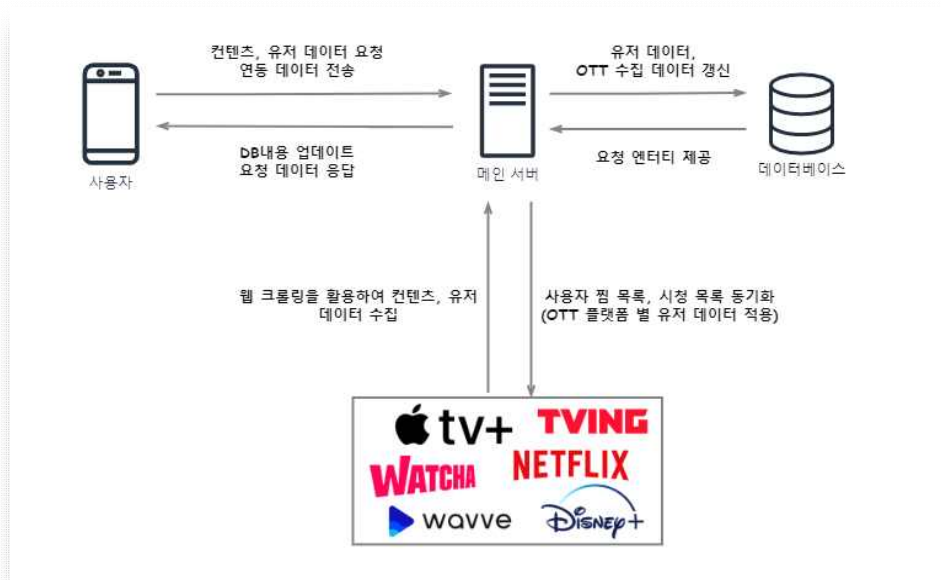 컨텐츠, 유저 데이터 요청
연동 데이터 전송
유저 데이터,
OTT 수집 데이터 갱신
DB내용 업데이트
요청 데이터 응답
요청 엔터티 제공
사용자
메인 서버
데이터베이스
웹 크롤링을 활용하여 컨텐츠, 유저
데이터 수집
사용자 찜 목록, 시청 목록 동기화
(OTT 플랫폼 별 유저 데이터 적용)
tv+
TVING
WATCHA
NETFLIX
wavve
Disney+